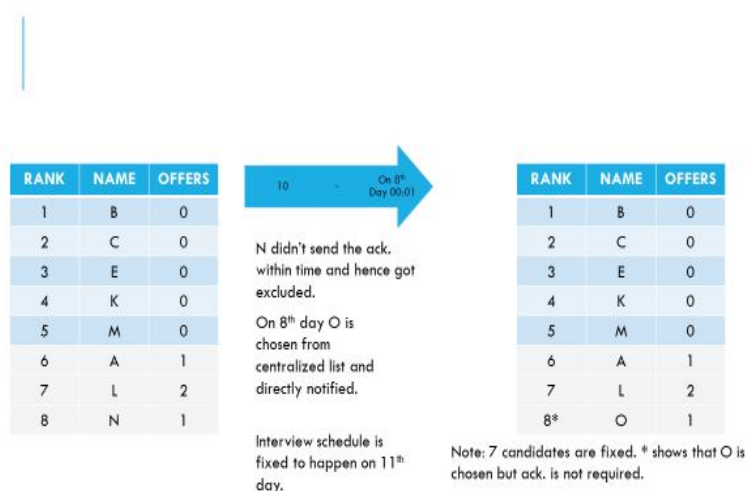 RANK NAME OFFERS
1 B 0
2 C 0
3 E 0
4 K 0
5 M 0
6 A 1
7 L 2
8 N 1
10 - On 8th
Day 00:01
N didn't send the ack.
within time and hence got
excluded.
On 8th day O is
chosen from
centralized list and
directly notified.
Interview schedule is
fixed to happen on 11th
day.
RANK NAME OFFERS
1 B 0
2 C 0
3 E 0
4 K 0
5 M 0
6 A 1
7 L 2
8* O 1
Note: 7 candidates are fixed. * shows that O is
chosen but ack. is not required.